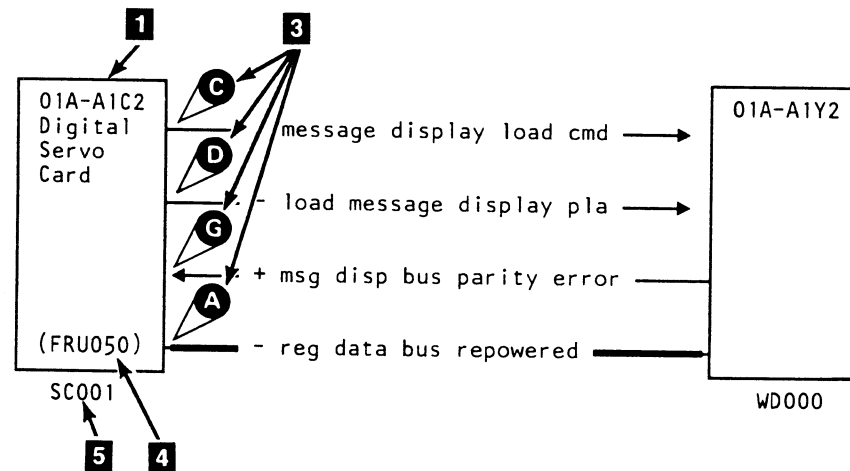 1
3
01A-A1C2
Digital
Servo
Card
C
message display load cmd
D
- load message display pla
G
+ msg disp bus parity error
A
- reg data bus repowered
(FRU050)
SC001
5
4
01A-A1Y2
WD000